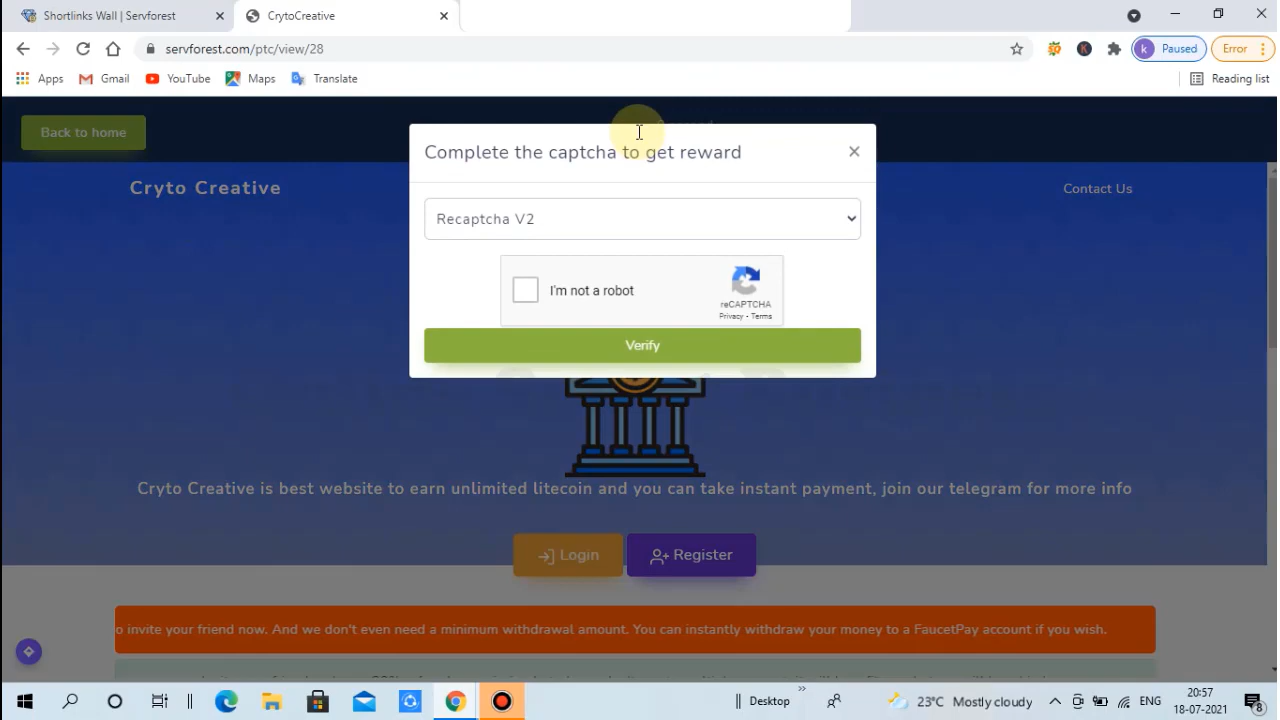 Shortlinks Wall | Servforest
CrytoCreative
servforest.com/ptc/view/28
k Paused
Error
Apps
Gmail
YouTube
Maps
Translate
Reading list
Back to home
Complete the captcha to get reward
Cryto Creative
Contact Us
Recaptcha V2
I'm not a robot
reCAPTCHA
Privacy - Terms
Verify
Cryto Creative is best website to earn unlimited litecoin and you can take instant payment, join our telegram for more info
Login
Register
o invite your friend now. And we don't even need a minimum withdrawal amount. You can instantly withdraw your money to a FaucetPay account if you wish.
Desktop
23°C Mostly cloudy
ENG
20:57
18-07-2021
8